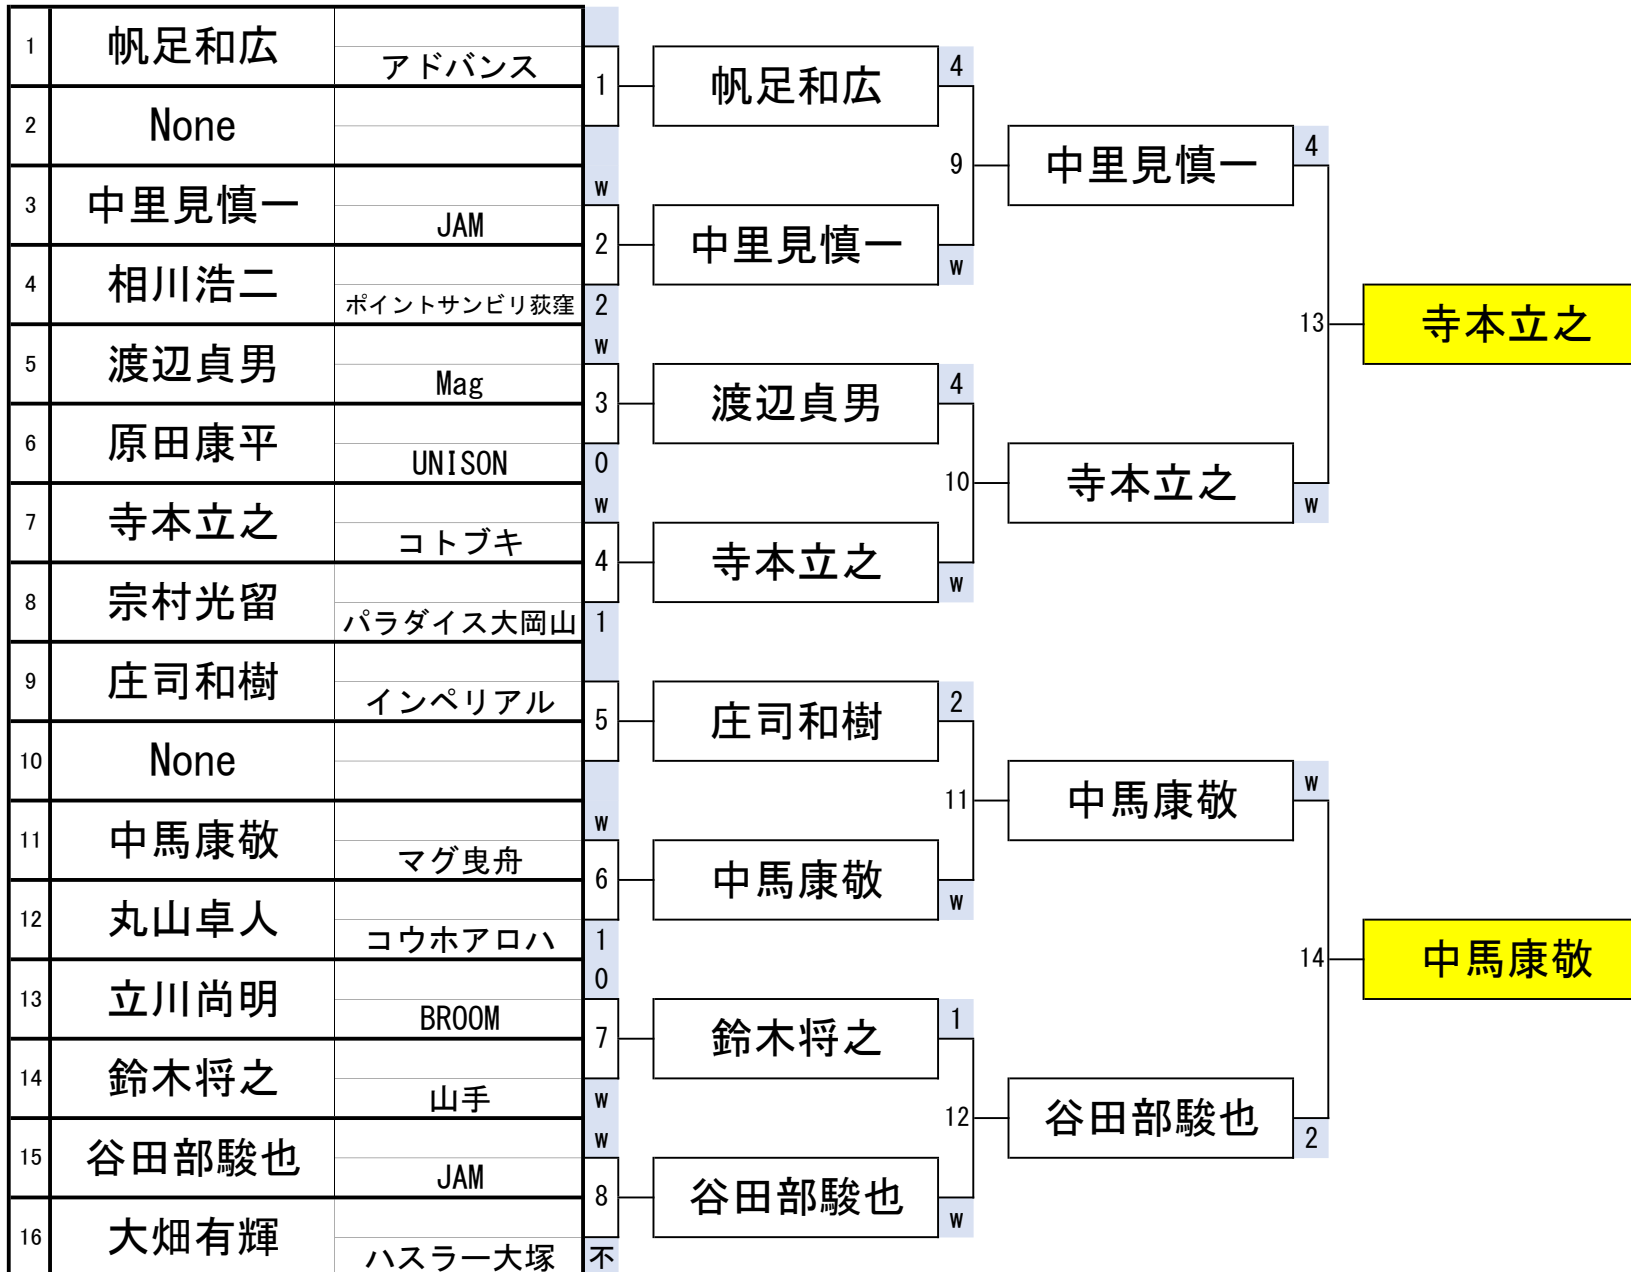 1 帆足和広 アドバンス
2 None
3 中里見慎一 JAM W
4 相川浩二 ポイントサンビリ荻窪 2
5 渡辺貞男 Mag W
6 原田康平 UNISON 0
7 寺本立之 コトブキ W
8 宗村光留 パラダイス大岡山 1
9 庄司和樹 インペリアル
10 None
11 中馬康敬 マグ曳舟 W
12 丸山卓人 コウホアロハ 1
13 立川尚明 BROOM 0
14 鈴木将之 山手 W
15 谷田部駿也 JAM W
16 大畑有輝 ハスラー大塚 不
1 帆足和広 4
2 中里見慎一 W
3 渡辺貞男 4
4 寺本立之 W
5 庄司和樹 2
6 中馬康敬 W
7 鈴木将之 1
8 谷田部駿也 W
9 中里見慎一 4
10 寺本立之 W
11 中馬康敬 W
12 谷田部駿也 2
13 寺本立之
14 中馬康敬